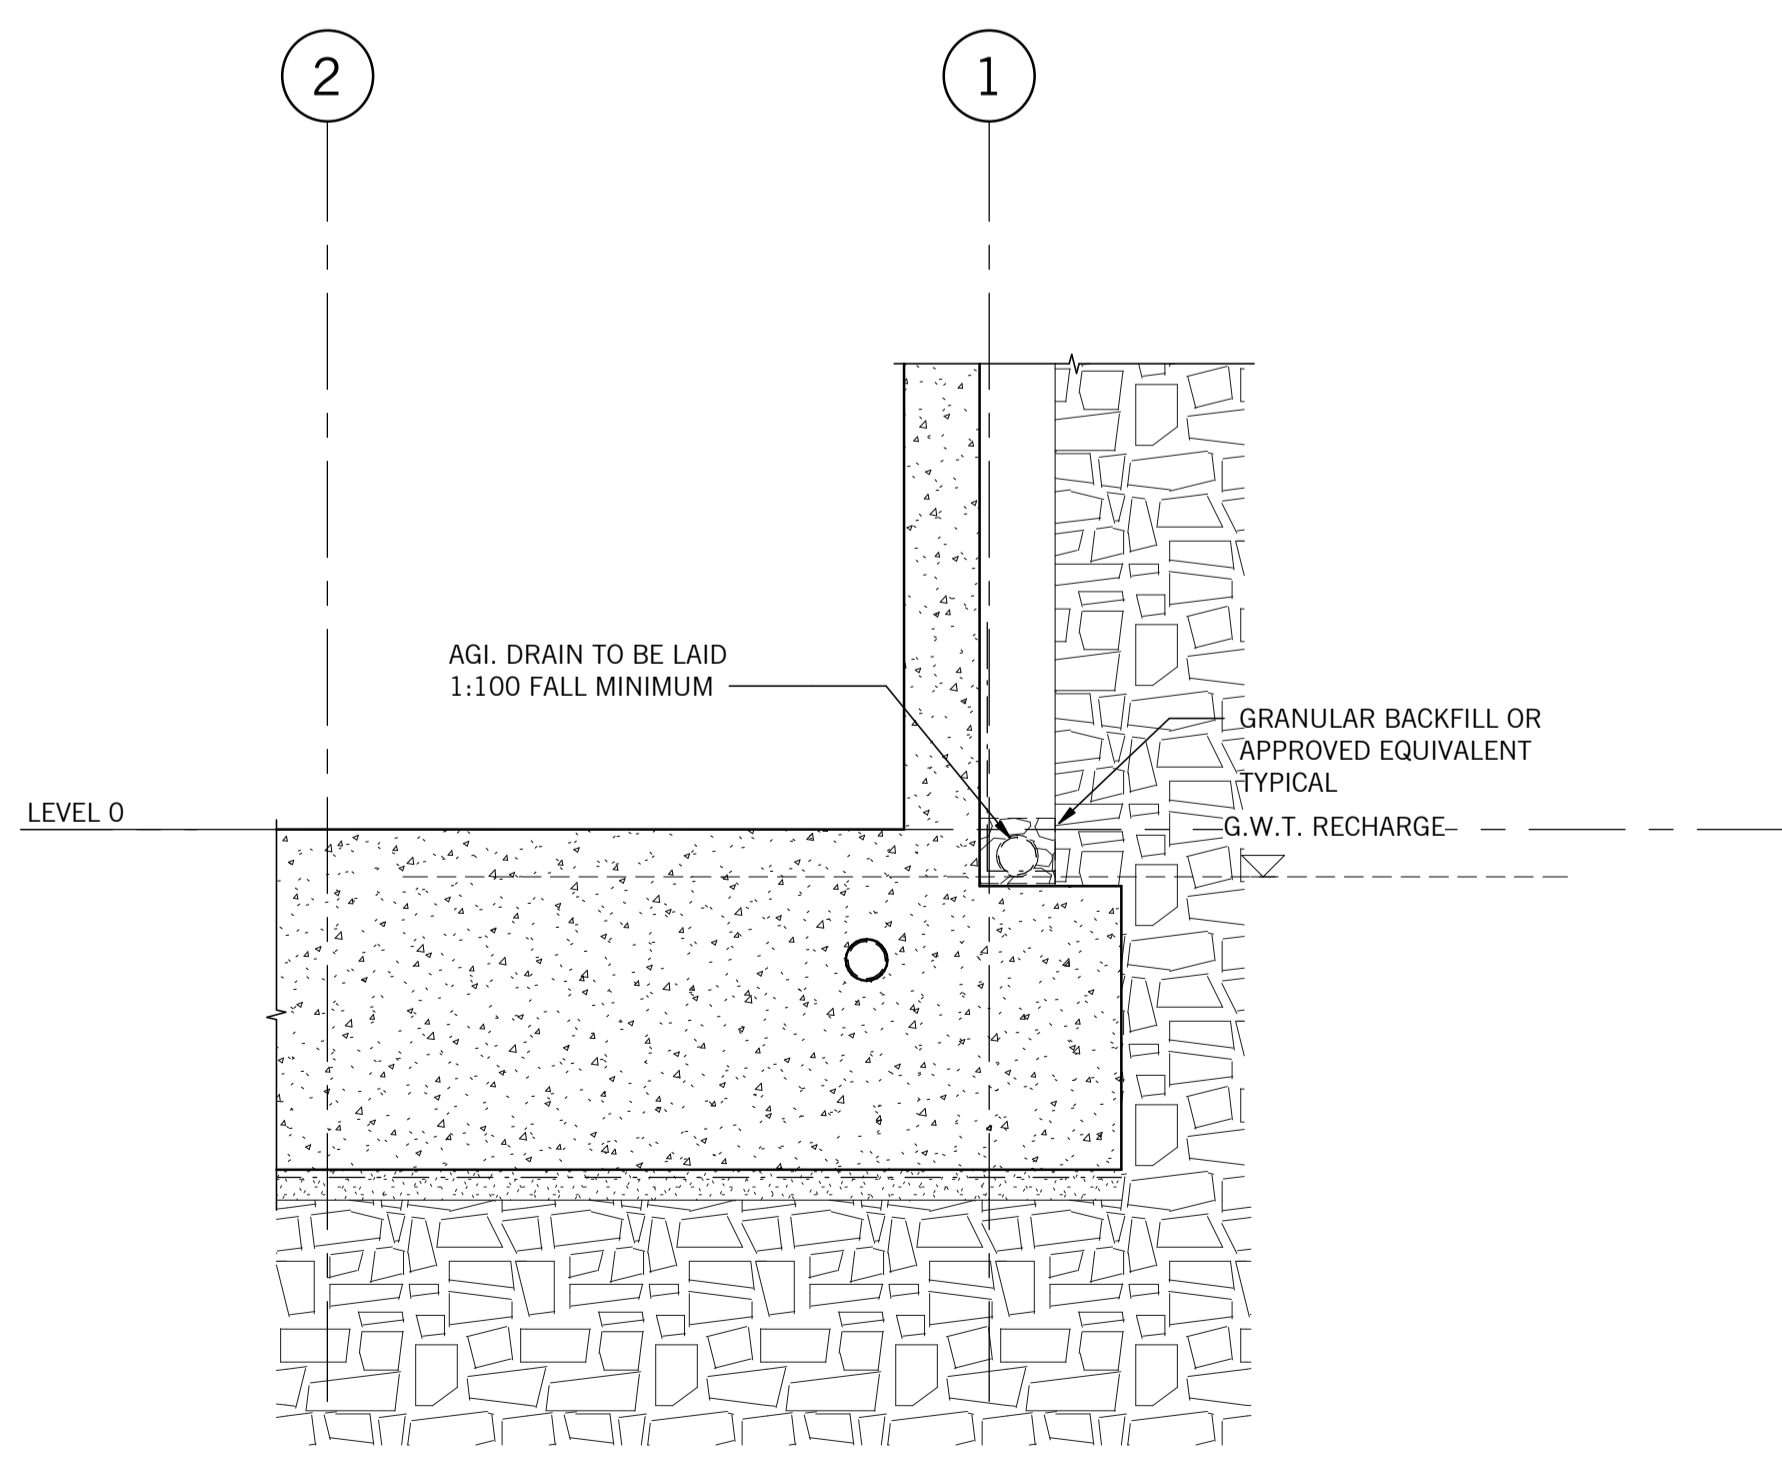 2
1
AGI. DRAIN TO BE LAID
1:100 FALL MINIMUM
GRANULAR BACKFILL OR
APPROVED EQUIVALENT
TYPICAL
LEVEL 0
G.W.T. RECHARGE